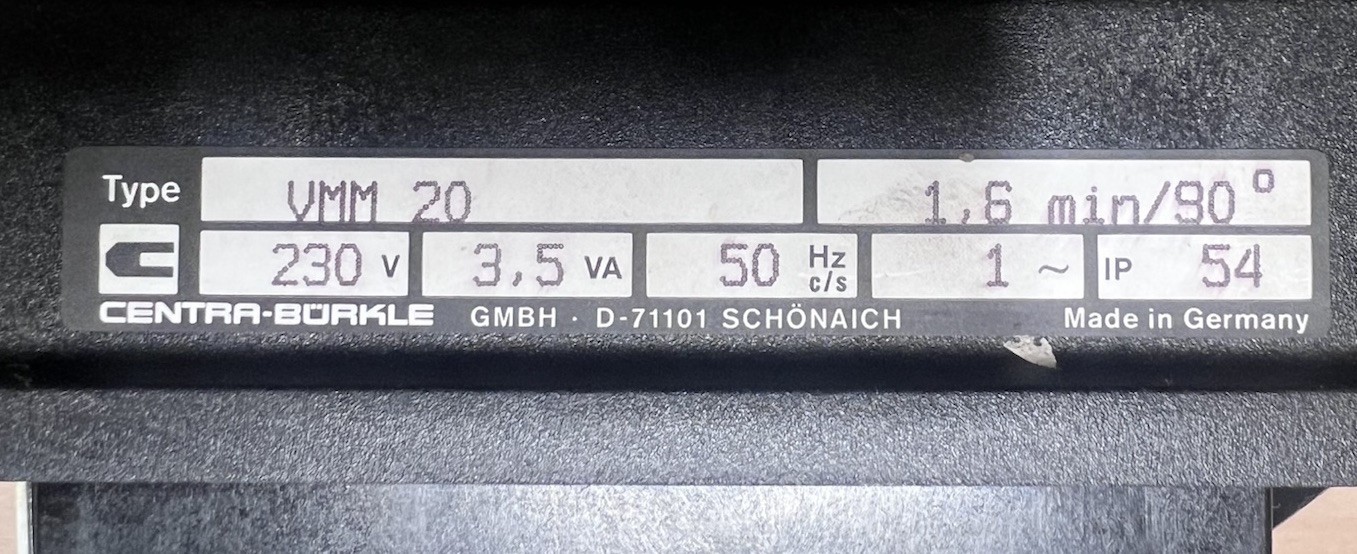 Type VMM 20 1,6 min/90°
230 V 3,5 VA 50 Hz c/s 1 ~ IP 54
CENTRA-BÜRKLE GMBH · D-71101 SCHÖNAICH Made in Germany